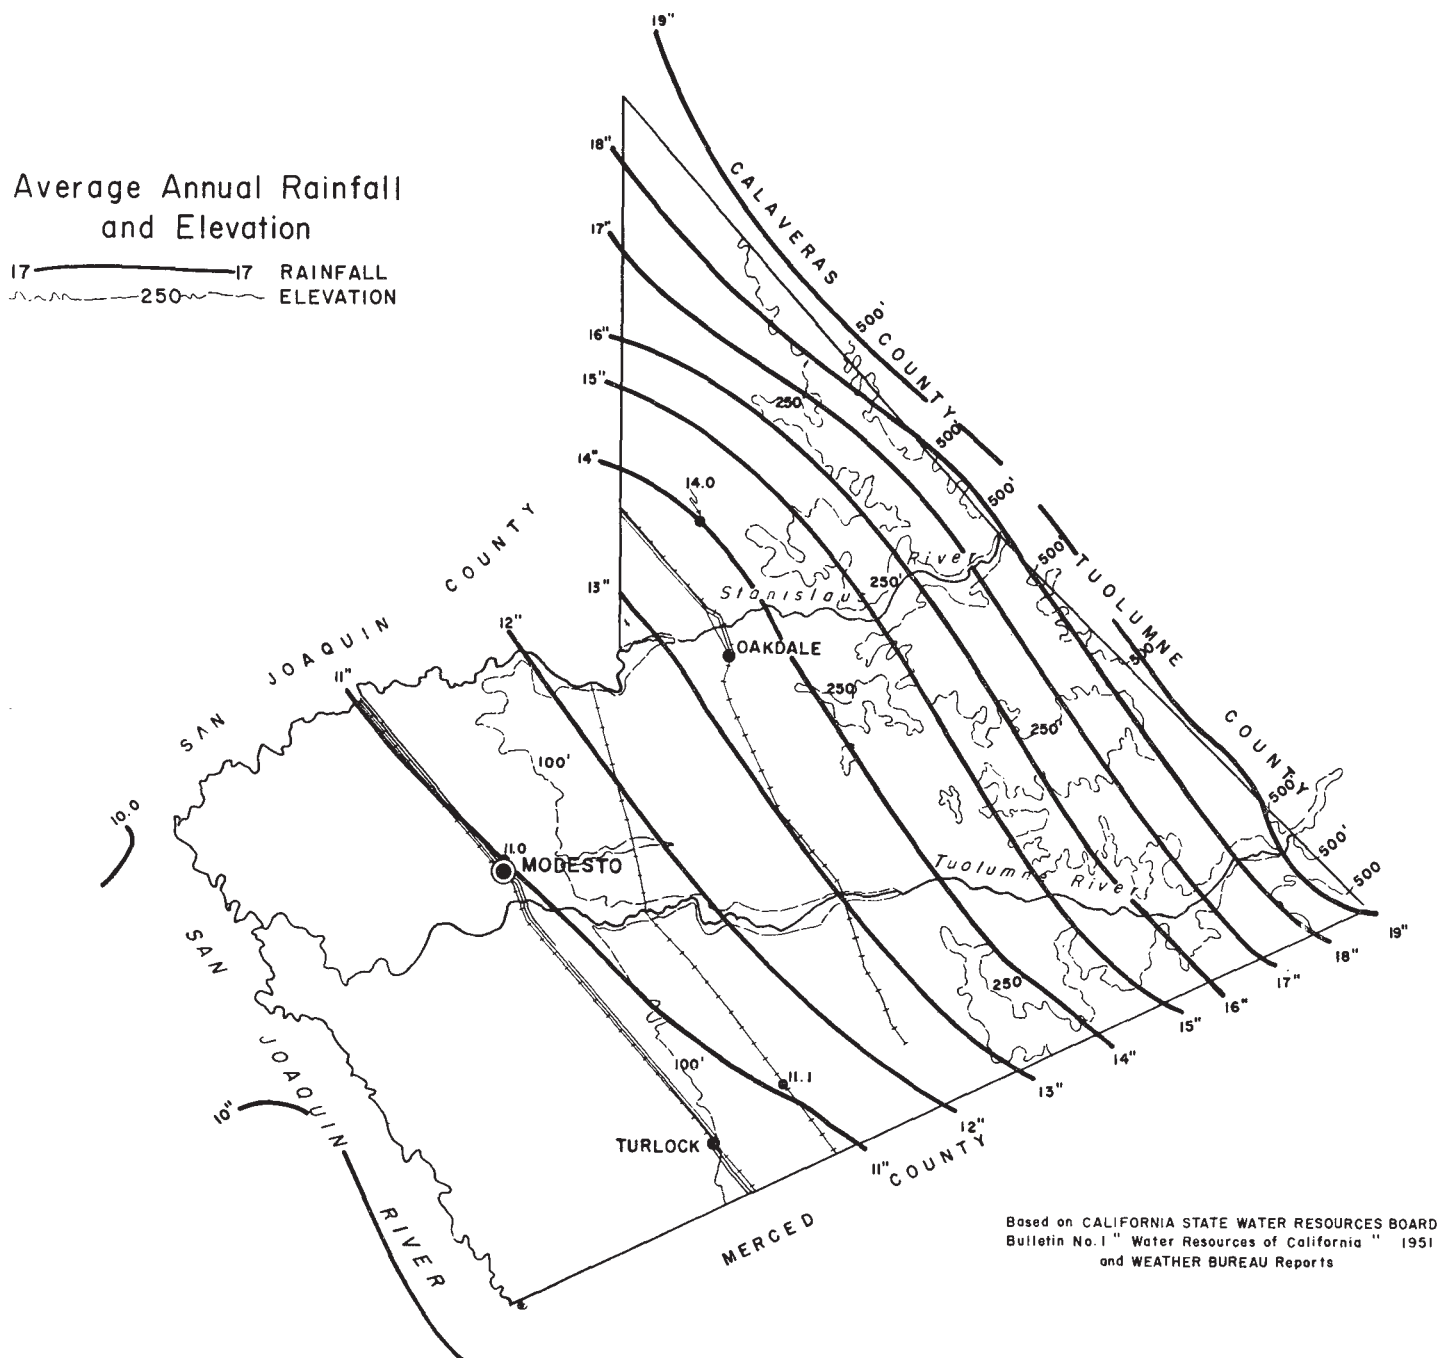 19"
18"
17"
16"
15"
14"
13"
12"
11"
Average Annual Rainfall
and Elevation
17 17 RAINFALL
250 ELEVATION
CALAVERAS COUNTY
500'
500'
500'
500'
500'
500'
500'
500
TUOLUMNE COUNTY
250'
14.0
River
Stanislaus
250'
OAKDALE
250
250'
SAN JOAQUIN COUNTY
100'
10.0
11.0
MODESTO
Tuolumne River
250
SAN JOAQUIN RIVER
10"
100'
11.1
TURLOCK
19"
18"
17"
16"
15"
14"
13"
12"
11"
MERCED COUNTY
Based on CALIFORNIA STATE WATER RESOURCES BOARD
Bulletin No. 1 " Water Resources of California " 1951
and WEATHER BUREAU Reports